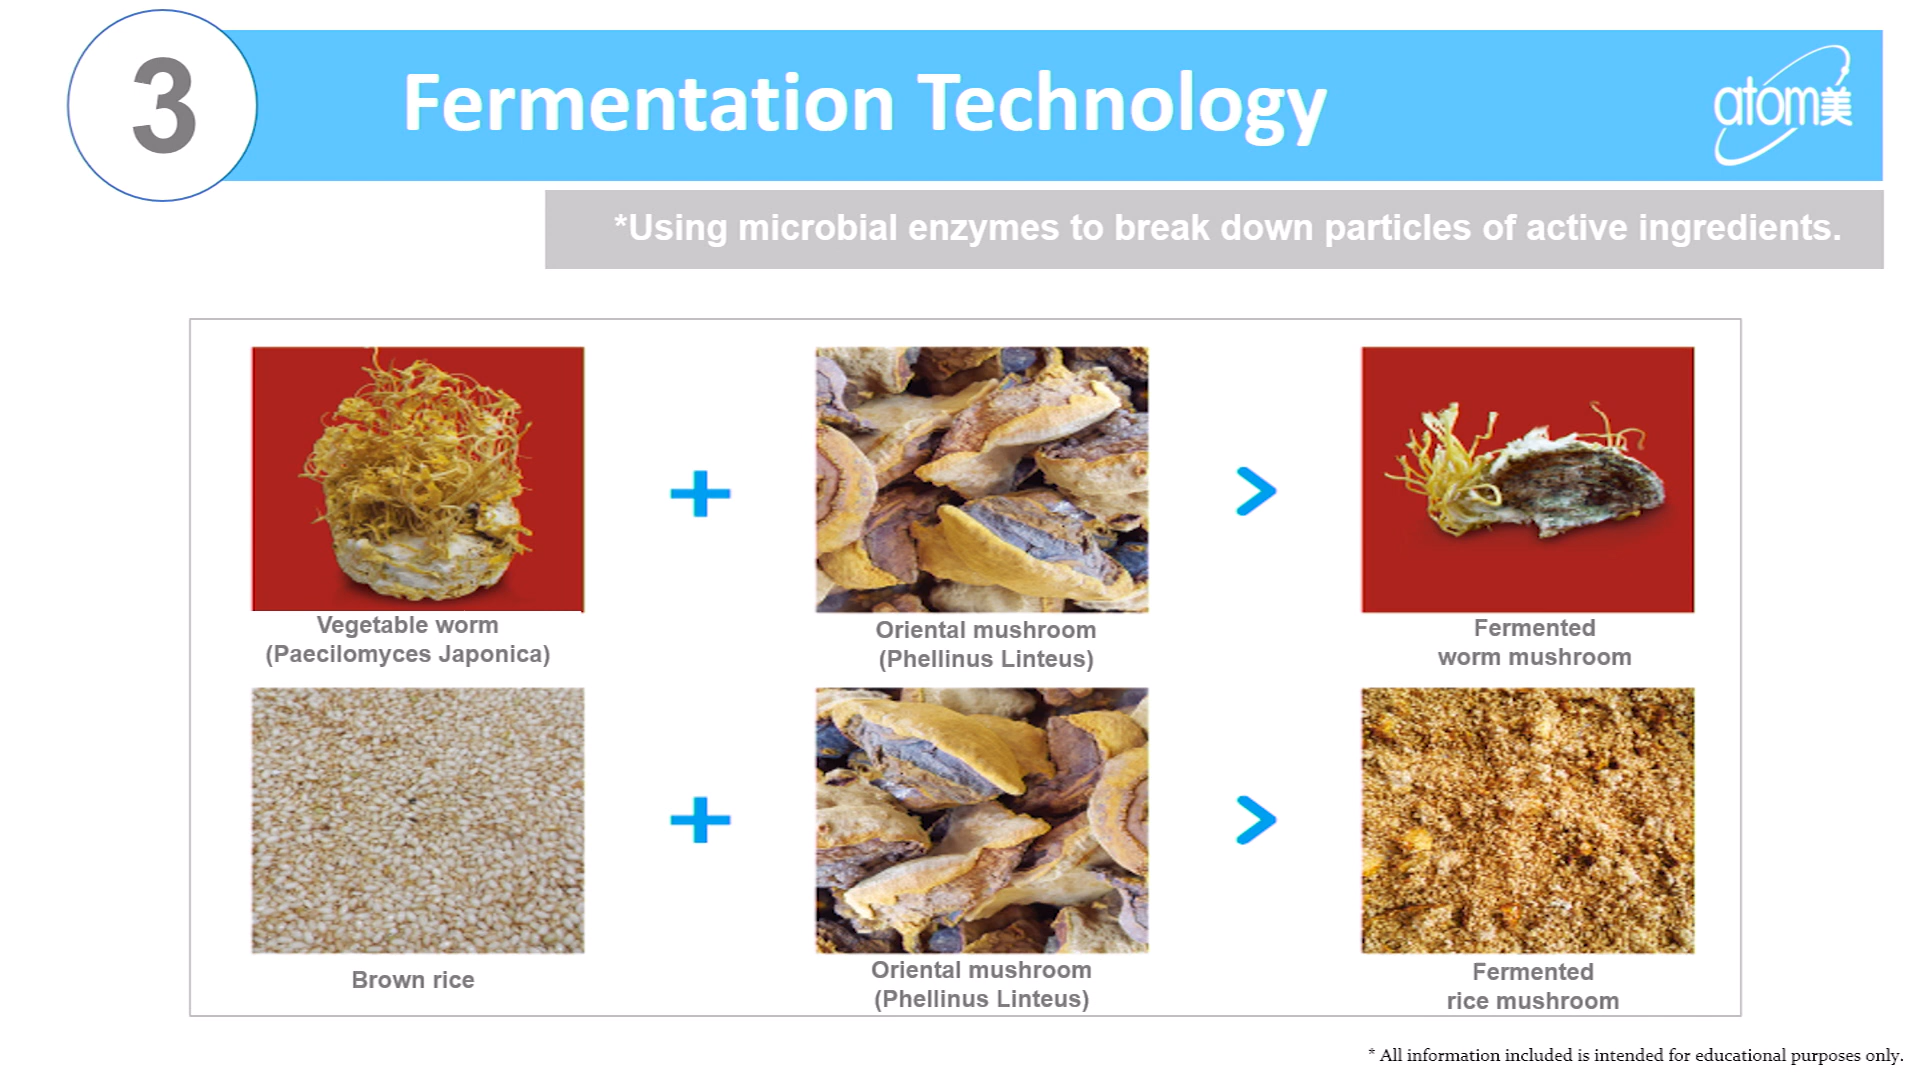 3
Fermentation Technology
atom美
*Using microbial enzymes to break down particles of active ingredients.
Vegetable worm
(Paecilomyces Japonica)
+
Oriental mushroom
(Phellinus Linteus)
>
Fermented
worm mushroom
Brown rice
+
Oriental mushroom
(Phellinus Linteus)
>
Fermented
rice mushroom
* All information included is intended for educational purposes only.